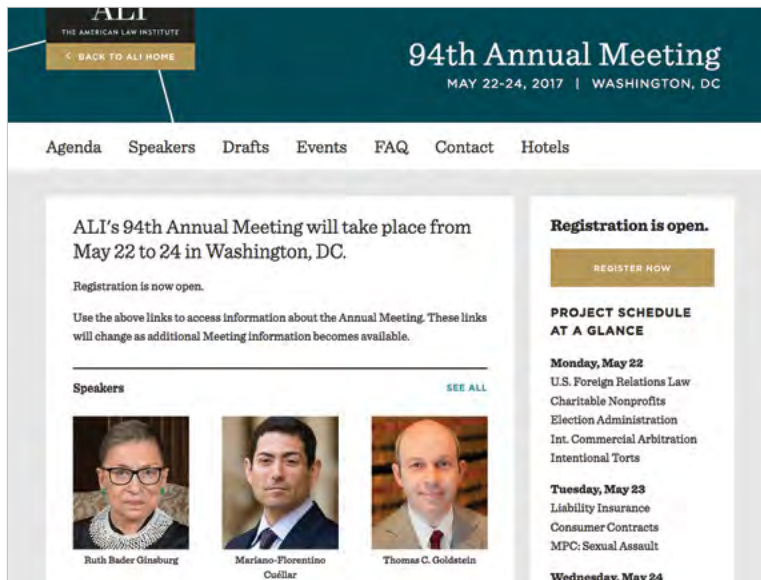 ALI
THE AMERICAN LAW INSTITUTE
< BACK TO ALI HOME
94th Annual Meeting
MAY 22-24, 2017 | WASHINGTON, DC
Agenda Speakers Drafts Events FAQ Contact Hotels
ALI's 94th Annual Meeting will take place from
May 22 to 24 in Washington, DC.
Registration is now open.
Use the above links to access information about the Annual Meeting. These links
will change as additional Meeting information becomes available.
Speakers
SEE ALL
Ruth Bader Ginsburg
Mariano-Florentino
Cuéllar
Thomas C. Goldstein
Registration is open.
REGISTER NOW
PROJECT SCHEDULE
AT A GLANCE
Monday, May 22
U.S. Foreign Relations Law
Charitable Nonprofits
Election Administration
Int. Commercial Arbitration
Intentional Torts
Tuesday, May 23
Liability Insurance
Consumer Contracts
MPC: Sexual Assault
Wednesday, May 24